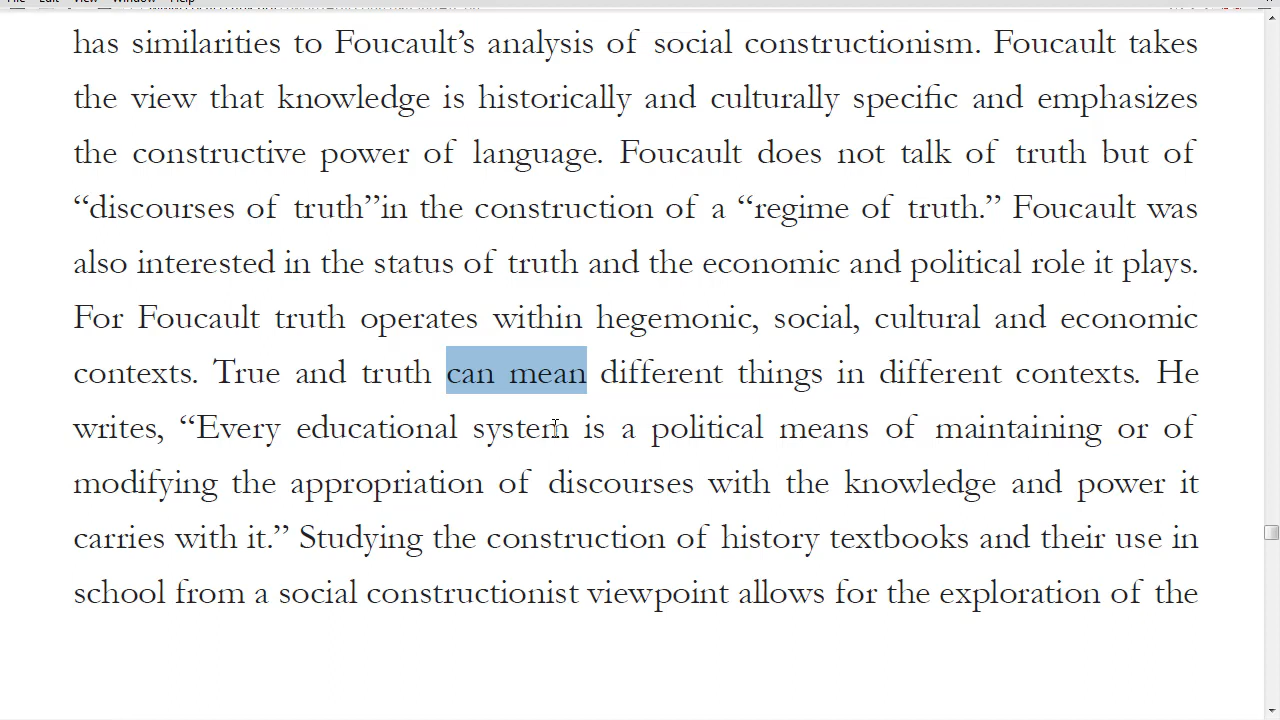 File Edit View Window Help
has similarities to Foucault’s analysis of social constructionism. Foucault takes
the view that knowledge is historically and culturally specific and emphasizes
the constructive power of language. Foucault does not talk of truth but of
“discourses of truth”in the construction of a “regime of truth.” Foucault was
also interested in the status of truth and the economic and political role it plays.
For Foucault truth operates within hegemonic, social, cultural and economic
contexts. True and truth can mean different things in different contexts. He
writes, “Every educational system is a political means of maintaining or of
modifying the appropriation of discourses with the knowledge and power it
carries with it.” Studying the construction of history textbooks and their use in
school from a social constructionist viewpoint allows for the exploration of the